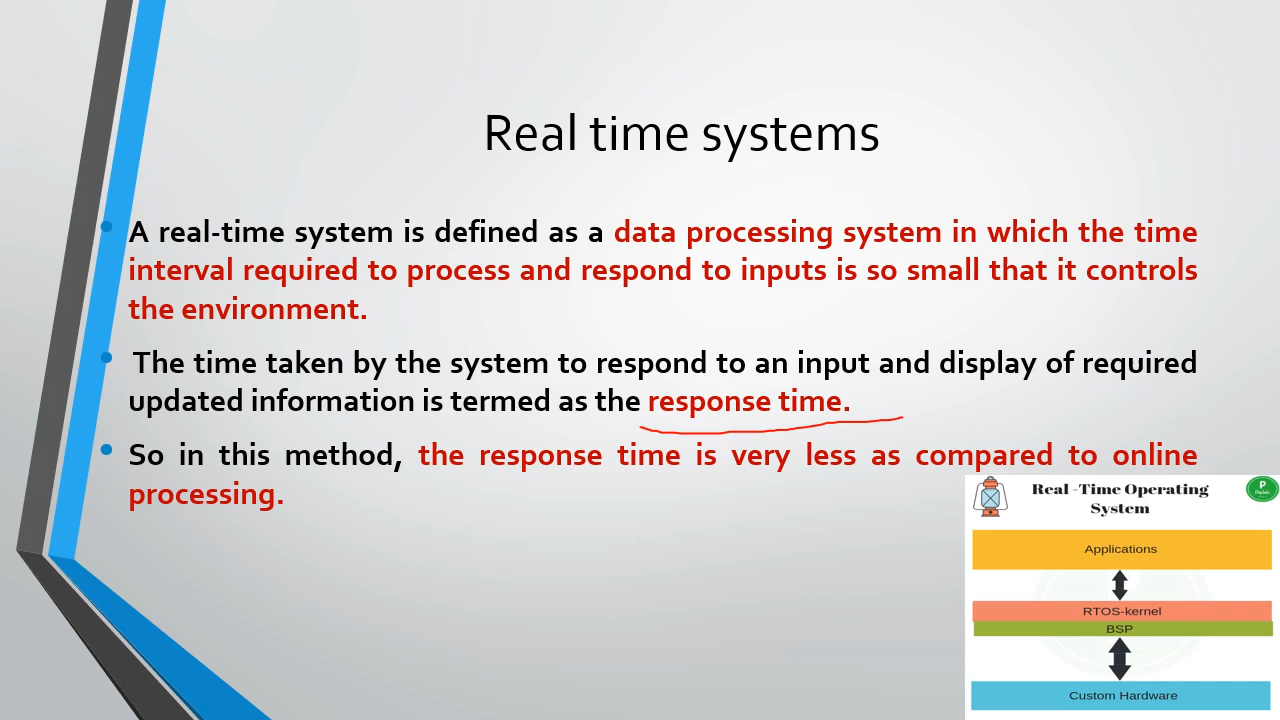 Real time systems
A real-time system is defined as a data processing system in which the time
interval required to process and respond to inputs is so small that it controls
the environment.
The time taken by the system to respond to an input and display of required
updated information is termed as the response time.
So in this method, the response time is very less as compared to online
processing.
Real -Time Operating
System
P
Applications
RTOS-kernel
BSP
Custom Hardware